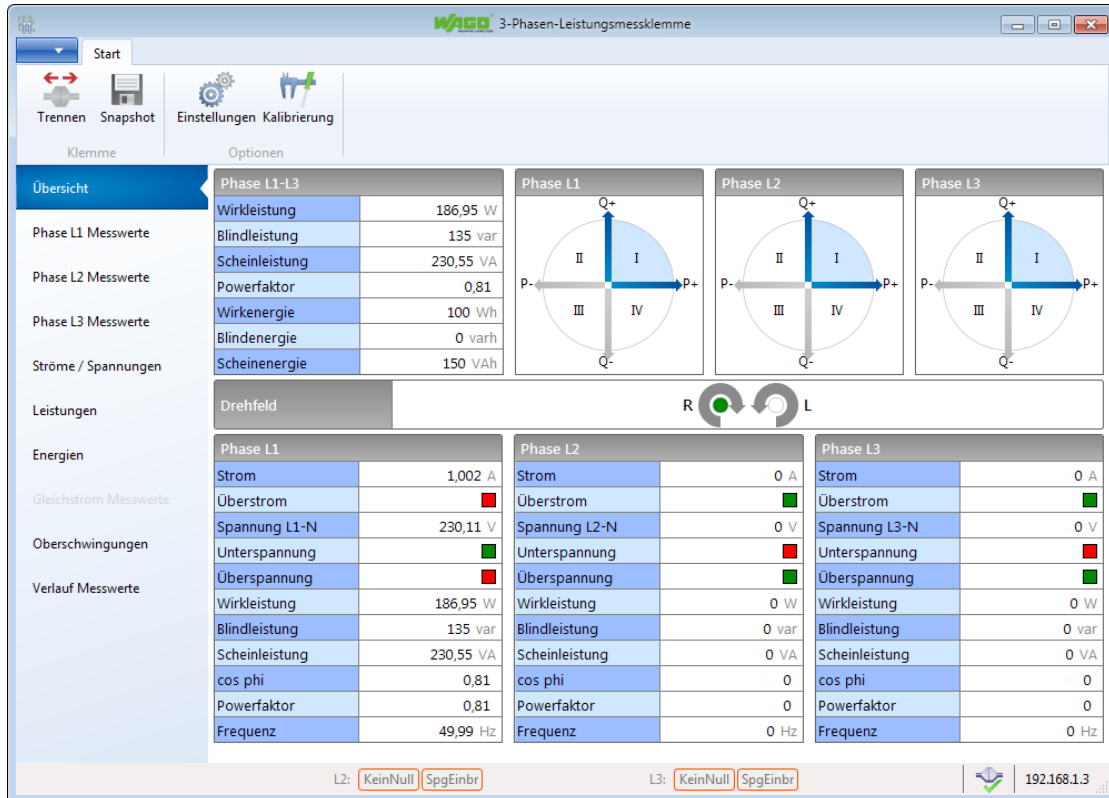 WAGO 3-Phasen-Leistungsmessklemme
Start
Trennen Snapshot Einstellungen Kalibrierung
Klemme Optionen
Übersicht
Phase L1 Messwerte
Phase L2 Messwerte
Phase L3 Messwerte
Ströme / Spannungen
Leistungen
Energien
Gleichstrom Messwerte
Oberschwingungen
Verlauf Messwerte
Phase L1-L3
Wirkleistung 186,95 W
Blindleistung 135 var
Scheinleistung 230,55 VA
Powerfaktor 0,81
Wirkenergie 100 Wh
Blindenergie 0 varh
Scheinenergie 150 VAh
Phase L1
Q+
II I
P- P+
III IV
Q-
Phase L2
Q+
II I
P- P+
III IV
Q-
Phase L3
Q+
II I
P- P+
III IV
Q-
Drehfeld R L
Phase L1
Strom 1,002 A
Überstrom
Spannung L1-N 230,11 V
Unterspannung
Überspannung
Wirkleistung 186,95 W
Blindleistung 135 var
Scheinleistung 230,55 VA
cos phi 0,81
Powerfaktor 0,81
Frequenz 49,99 Hz
Phase L2
Strom 0 A
Überstrom
Spannung L2-N 0 V
Unterspannung
Überspannung
Wirkleistung 0 W
Blindleistung 0 var
Scheinleistung 0 VA
cos phi 0
Powerfaktor 0
Frequenz 0 Hz
Phase L3
Strom 0 A
Überstrom
Spannung L3-N 0 V
Unterspannung
Überspannung
Wirkleistung 0 W
Blindleistung 0 var
Scheinleistung 0 VA
cos phi 0
Powerfaktor 0
Frequenz 0 Hz
L2: KeinNull SpgEinbr L3: KeinNull SpgEinbr 192.168.1.3